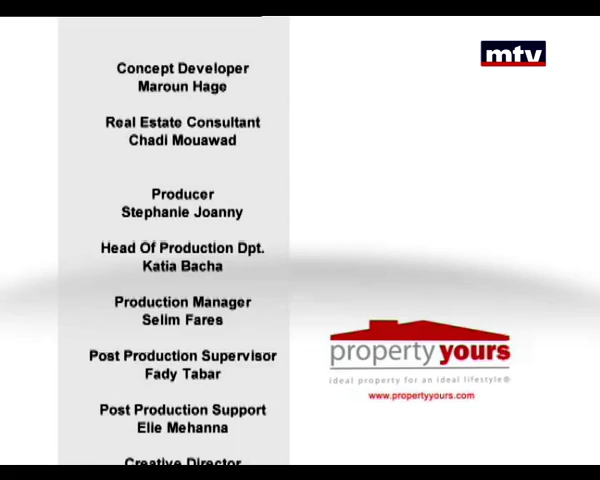 mtv
Concept Developer
Maroun Hage
Real Estate Consultant
Chadi Mouawad
Producer
Stephanie Joanny
Head Of Production Dpt.
Katia Bacha
Production Manager
Selim Fares
Post Production Supervisor
Fady Tabar
Post Production Support
Elie Mehanna
Creative Director
property yours
ideal property for an ideal lifestyle®
www.propertyyours.com